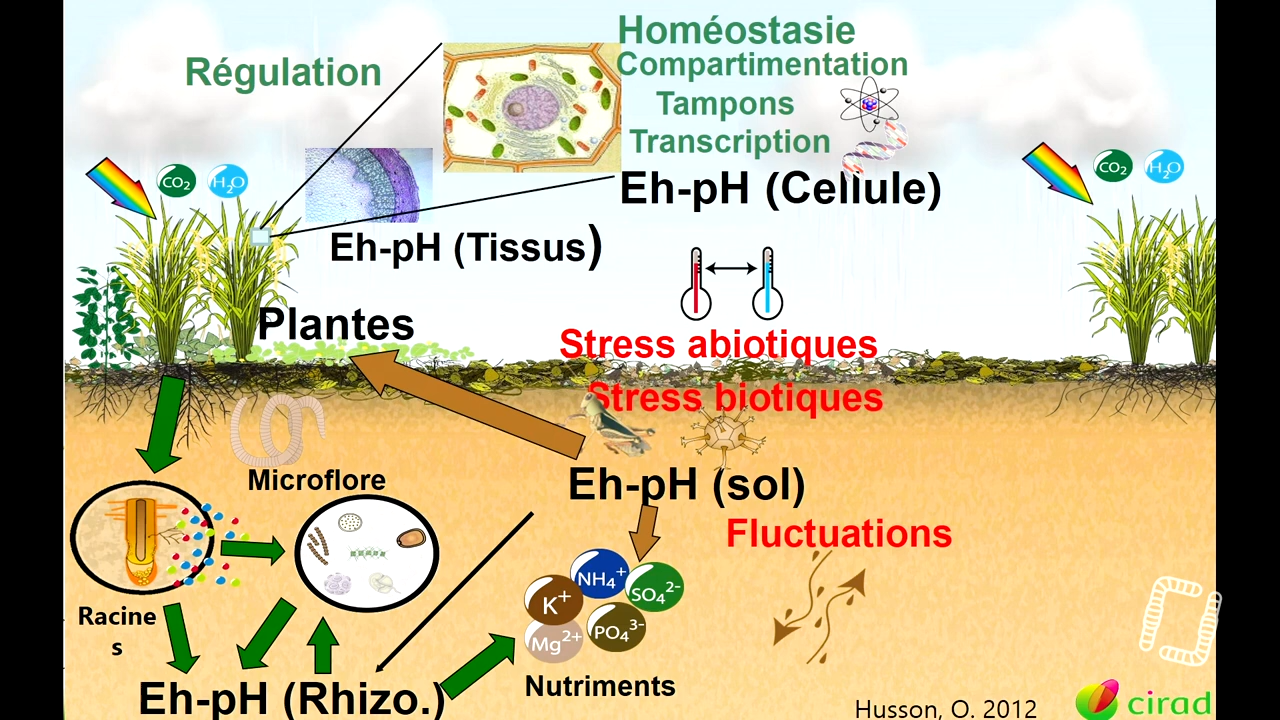 Homéostasie
Régulation
Compartimentation
Tampons
Transcription
CO2
H2O
CO2
H2O
Eh-pH (Cellule)
Eh-pH (Tissus)
Plantes
Stress abiotiques
Stress biotiques
Microflore
Eh-pH (sol)
Fluctuations
NH4+
K+
SO42-
PO43-
Mg2+
Racine
s
Nutriments
Eh-pH (Rhizo.)
Husson, O. 2012
cirad